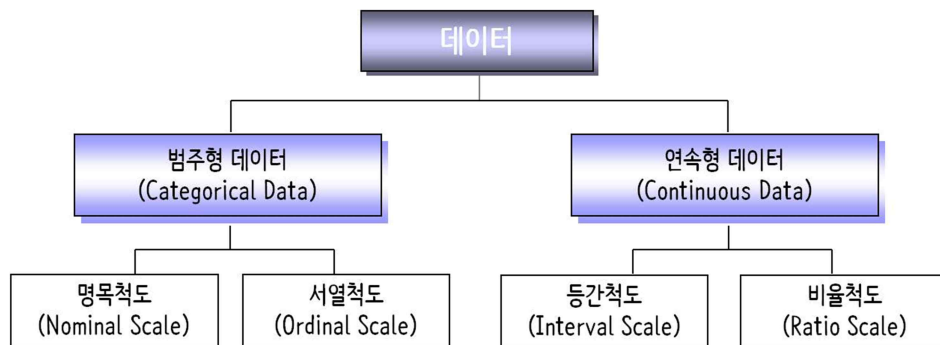 데이터
범주형 데이터
(Categorical Data)
연속형 데이터
(Continuous Data)
명목척도
(Nominal Scale)
서열척도
(Ordinal Scale)
등간척도
(Interval Scale)
비율척도
(Ratio Scale)